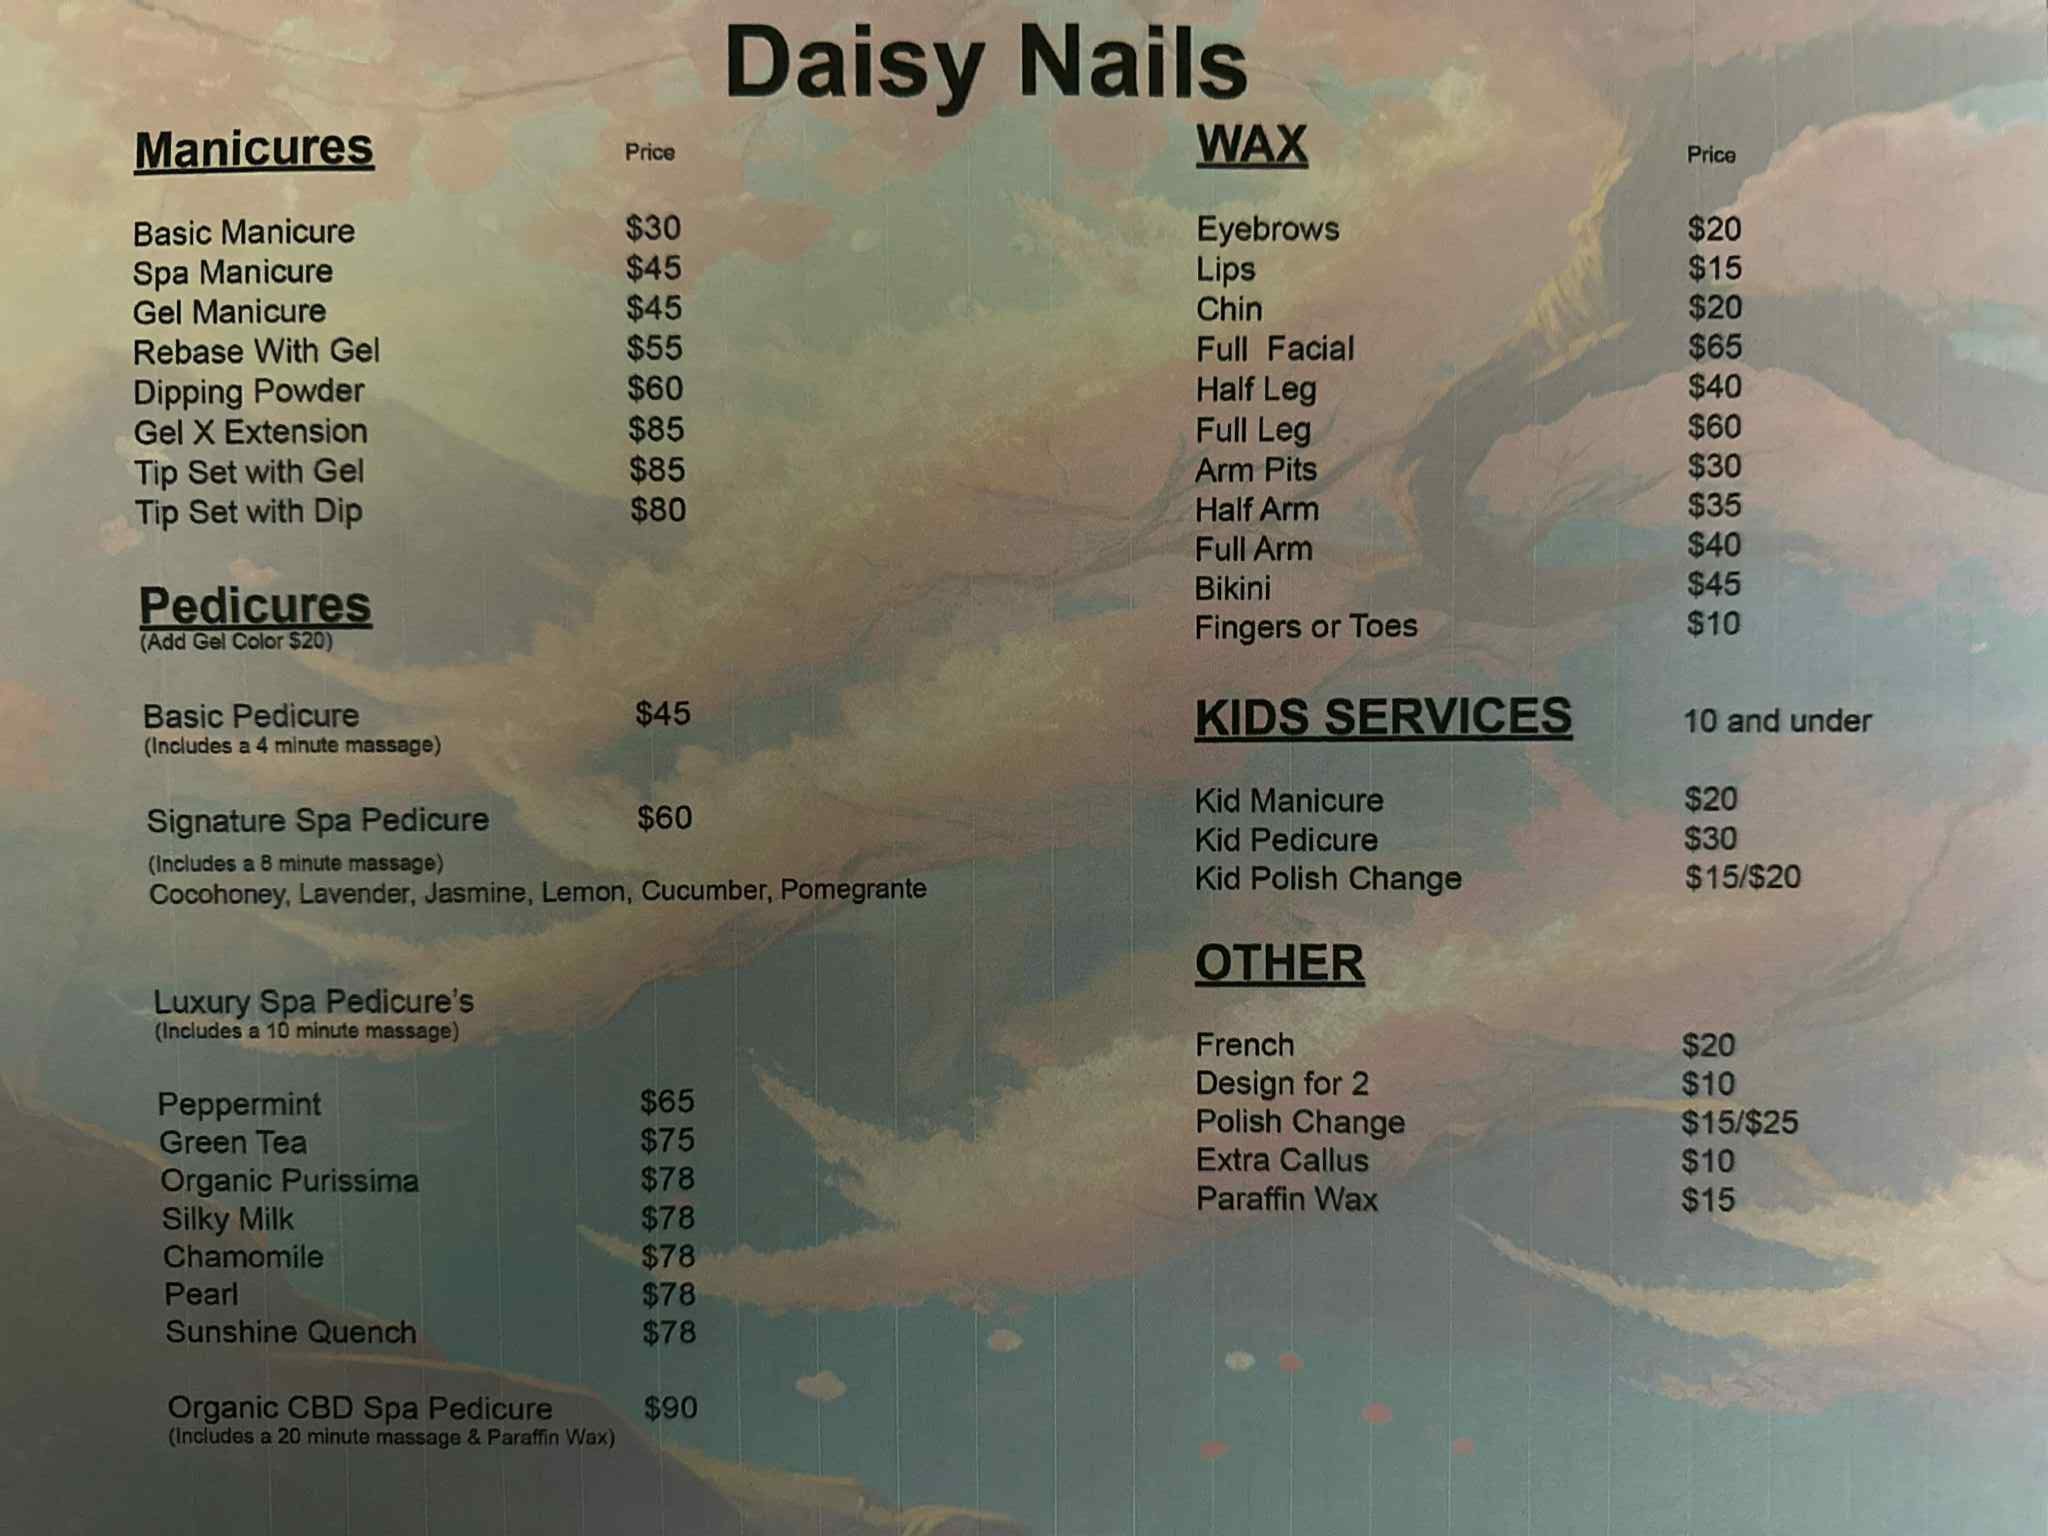 Daisy Nails
Manicures Price
Basic Manicure $30
Spa Manicure $45
Gel Manicure $45
Rebase With Gel $55
Dipping Powder $60
Gel X Extension $85
Tip Set with Gel $85
Tip Set with Dip $80
Pedicures
(Add Gel Color $20)
Basic Pedicure $45
(Includes a 4 minute massage)
Signature Spa Pedicure $60
(Includes a 8 minute massage)
Cocohoney, Lavender, Jasmine, Lemon, Cucumber, Pomegrante
Luxury Spa Pedicure's
(Includes a 10 minute massage)
Peppermint $65
Green Tea $75
Organic Purissima $78
Silky Milk $78
Chamomile $78
Pearl $78
Sunshine Quench $78
Organic CBD Spa Pedicure $90
(Includes a 20 minute massage & Paraffin Wax)
WAX Price
Eyebrows $20
Lips $15
Chin $20
Full Facial $65
Half Leg $40
Full Leg $60
Arm Pits $30
Half Arm $35
Full Arm $40
Bikini $45
Fingers or Toes $10
KIDS SERVICES 10 and under
Kid Manicure $20
Kid Pedicure $30
Kid Polish Change $15/$20
OTHER
French $20
Design for 2 $10
Polish Change $15/$25
Extra Callus $10
Paraffin Wax $15